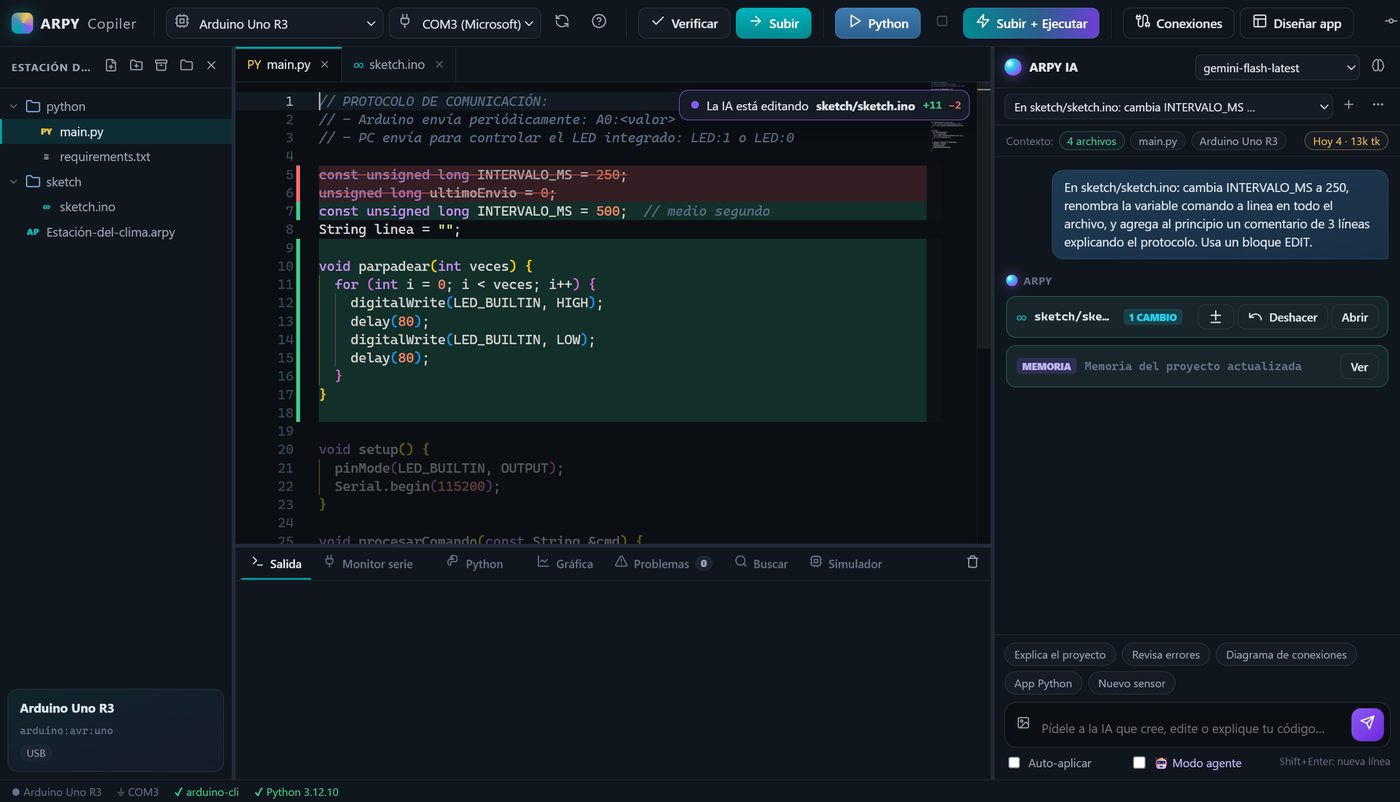 ARPY Copiler
Arduino Uno R3
COM3 (Microsoft)
Verificar
Subir
Python
Subir + Ejecutar
Conexiones
Diseñar app
ESTACIÓN D...
python
PY main.py
requirements.txt
sketch
∞ sketch.ino
AP Estación-del-clima.arpy
Arduino Uno R3
arduino:avr:uno
USB
PY main.py ×
∞ sketch.ino ×
La IA está editando sketch/sketch.ino +11 −2
1 // PROTOCOLO DE COMUNICACIÓN:
2 // - Arduino envía periódicamente: A0:<valor>
3 // - PC envía para controlar el LED integrado: LED:1 o LED:0
4
5 const unsigned long INTERVALO_MS = 250;
6 unsigned long ultimoEnvio = 0;
7 const unsigned long INTERVALO_MS = 500; // medio segundo
8 String linea = "";
9
10 void parpadear(int veces) {
11 for (int i = 0; i < veces; i++) {
12 digitalWrite(LED_BUILTIN, HIGH);
13 delay(80);
14 digitalWrite(LED_BUILTIN, LOW);
15 delay(80);
16 }
17 }
18
19
20 void setup() {
21 pinMode(LED_BUILTIN, OUTPUT);
22 Serial.begin(115200);
23 }
24
25 void procesarComando(const String &cmd) {
Salida
Monitor serie
Python
Gráfica
Problemas 0
Buscar
Simulador
ARPY IA
gemini-flash-latest
En sketch/sketch.ino: cambia INTERVALO_MS ...
Contexto: 4 archivos main.py Arduino Uno R3 Hoy 4 · 13k tk
En sketch/sketch.ino: cambia INTERVALO_MS a 250,
renombra la variable comando a linea en todo el
archivo, y agrega al principio un comentario de 3 líneas
explicando el protocolo. Usa un bloque EDIT.
ARPY
∞ sketch/ske… 1 CAMBIO ± Deshacer Abrir
MEMORIA Memoria del proyecto actualizada Ver
Explica el proyecto
Revisa errores
Diagrama de conexiones
App Python
Nuevo sensor
Pídele a la IA que cree, edite o explique tu código...
Auto-aplicar
Modo agente
Shift+Enter: nueva línea
Arduino Uno R3
COM3
✓ arduino-cli
✓ Python 3.12.10